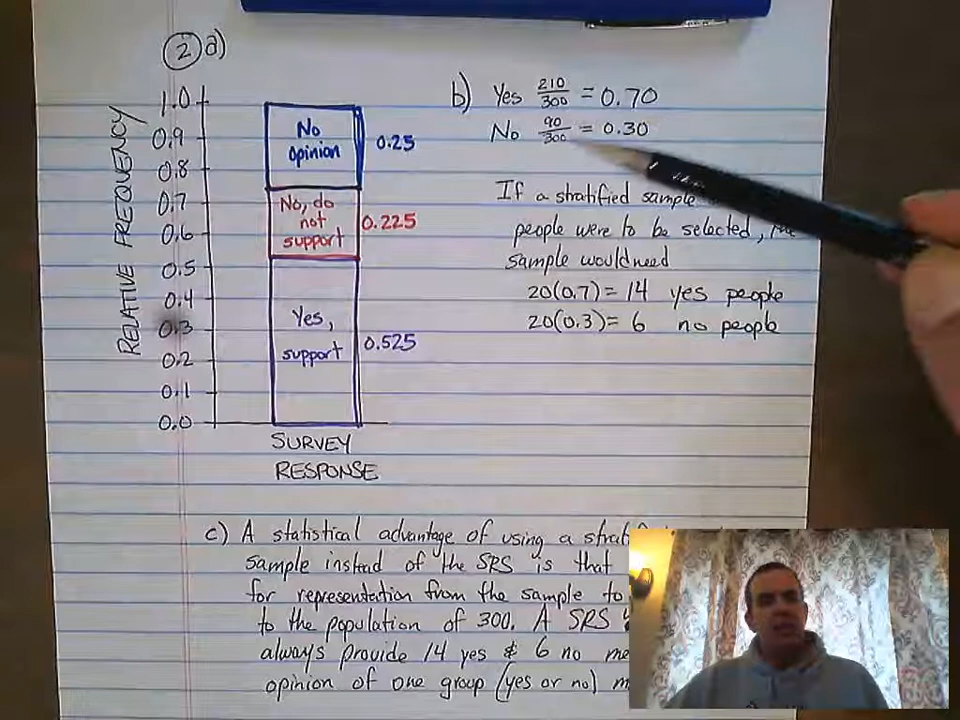 2 a)
RELATIVE FREQUENCY
1.0
0.9
0.8
0.7
0.6
0.5
0.4
0.3
0.2
0.1
0.0
No
opinion
0.25
No, do
not
support
0.225
Yes,
support
0.525
SURVEY
RESPONSE
b) Yes 210/300 = 0.70
No 90/300 = 0.30
If a stratified sample
people were to be selected,
sample would need
20(0.7) = 14 yes people
20(0.3) = 6 no people
c) A statistical advantage of using a
sample instead of the SRS is that
for representation from the sample to
to the population of 300. A SRS
always provide 14 yes & 6 no
opinion of one group (yes or no)